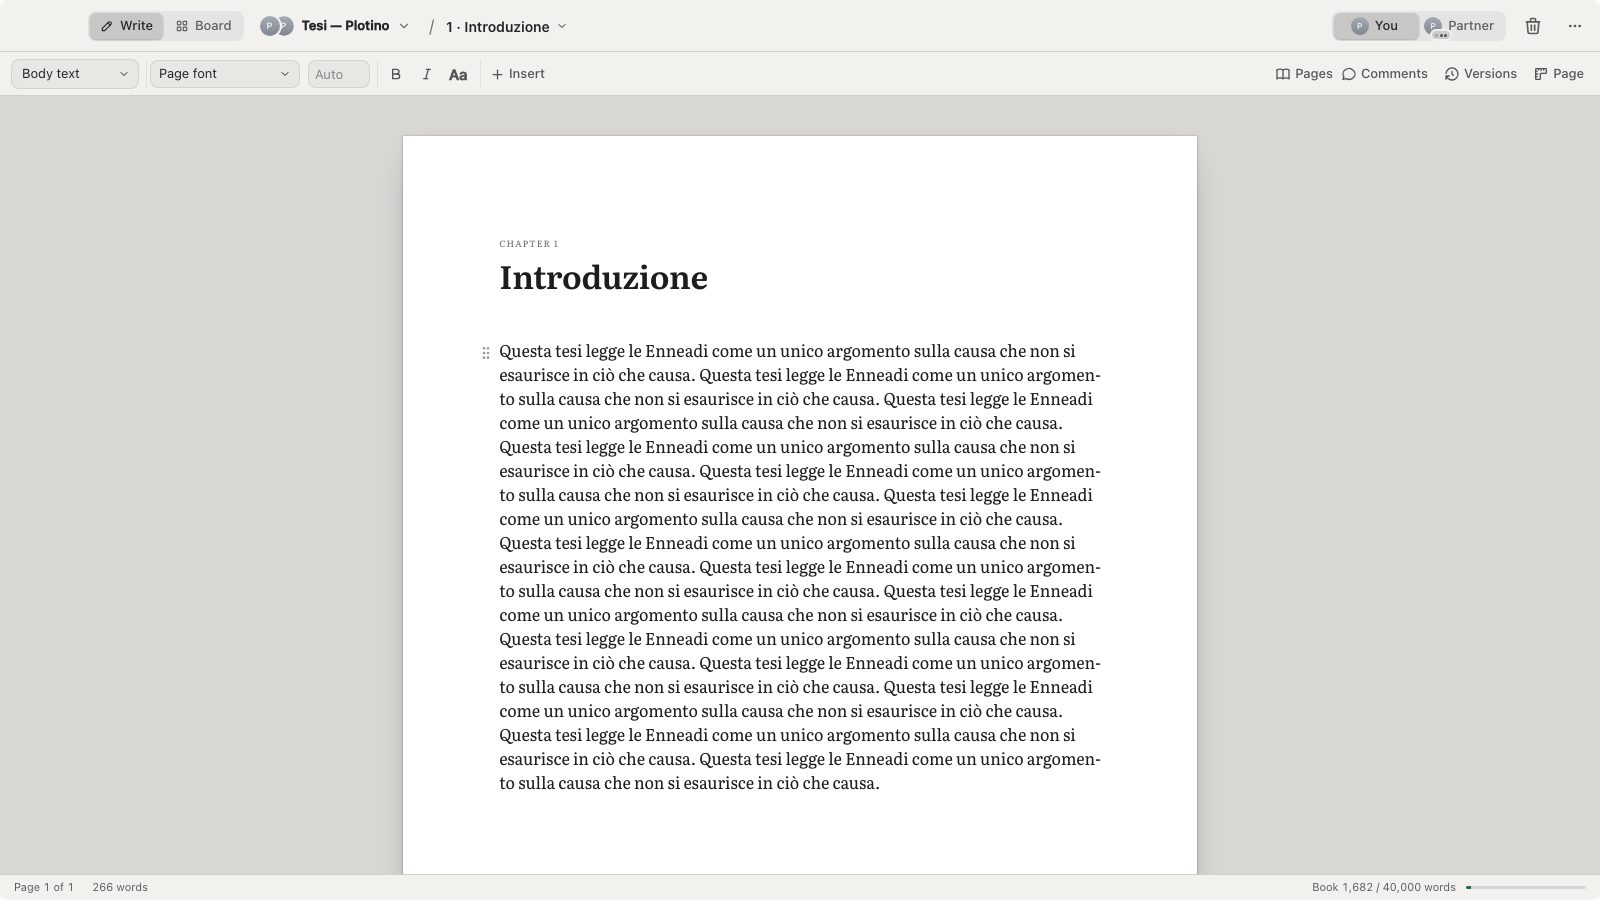 Write
Board
P P Tesi — Plotino / 1 · Introduzione
P You
P Partner
Body text
Page font
Auto
B I Aa
Insert
Pages
Comments
Versions
Page
CHAPTER 1
Introduzione
Questa tesi legge le Enneadi come un unico argomento sulla causa che non si
esaurisce in ciò che causa. Questa tesi legge le Enneadi come un unico argomen-
to sulla causa che non si esaurisce in ciò che causa. Questa tesi legge le Enneadi
come un unico argomento sulla causa che non si esaurisce in ciò che causa.
Questa tesi legge le Enneadi come un unico argomento sulla causa che non si
esaurisce in ciò che causa. Questa tesi legge le Enneadi come un unico argomen-
to sulla causa che non si esaurisce in ciò che causa. Questa tesi legge le Enneadi
come un unico argomento sulla causa che non si esaurisce in ciò che causa.
Questa tesi legge le Enneadi come un unico argomento sulla causa che non si
esaurisce in ciò che causa. Questa tesi legge le Enneadi come un unico argomen-
to sulla causa che non si esaurisce in ciò che causa. Questa tesi legge le Enneadi
come un unico argomento sulla causa che non si esaurisce in ciò che causa.
Questa tesi legge le Enneadi come un unico argomento sulla causa che non si
esaurisce in ciò che causa. Questa tesi legge le Enneadi come un unico argomen-
to sulla causa che non si esaurisce in ciò che causa. Questa tesi legge le Enneadi
come un unico argomento sulla causa che non si esaurisce in ciò che causa.
Questa tesi legge le Enneadi come un unico argomento sulla causa che non si
esaurisce in ciò che causa. Questa tesi legge le Enneadi come un unico argomen-
to sulla causa che non si esaurisce in ciò che causa.
Page 1 of 1
266 words
Book 1,682 / 40,000 words